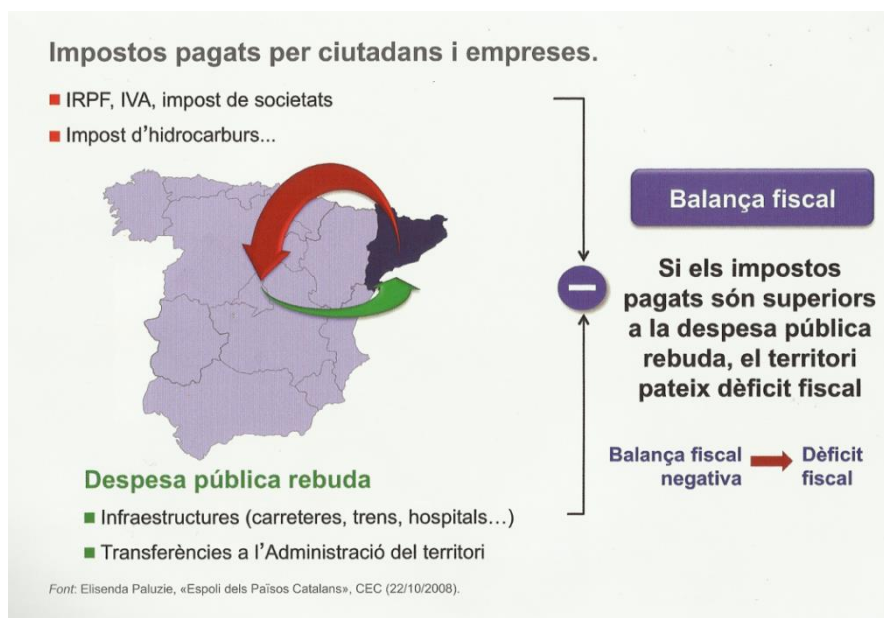 Impostos pagats per ciutadans i empreses.
IRPF, IVA, impost de societats
Impost d'hidrocarburs...
Balança fiscal
Si els impostos
pagats són superiors
a la despesa pública
rebuda, el territori
pateix dèficit fiscal
Balança fiscal
negativa
Dèficit
fiscal
Despesa pública rebuda
Infraestructures (carreteres, trens, hospitals...)
Transferències a l'Administració del territori
Font: Elisenda Paluzie, «Espoli dels Països Catalans», CEC (22/10/2008).